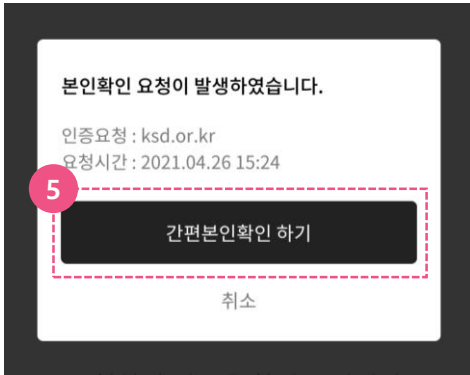 본인확인 요청이 발생하였습니다.
인증요청 : ksd.or.kr
요청시간 : 2021.04.26 15:24
5
간편본인확인 하기
취소